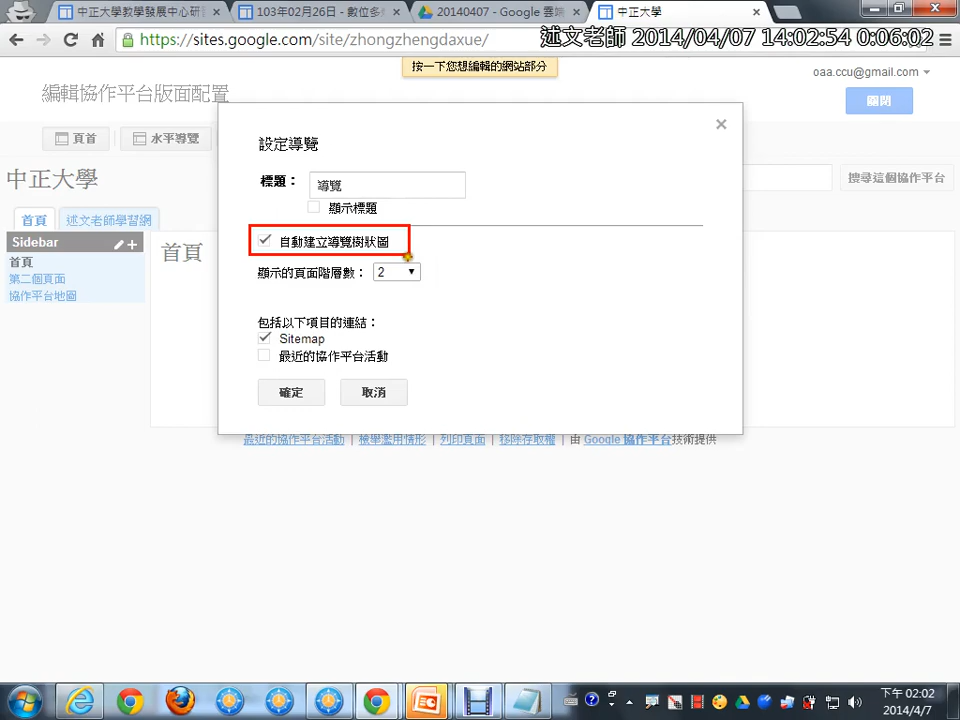 中正大學教學發展中心研
103年02月26日 - 數位多
20140407 - Google 雲端
中正大學
https://sites.google.com/site/zhongzhengdaxue/
述文老師 2014/04/07 14:02:54 0:06:02
按一下您想編輯的網站部分
oaa.ccu@gmail.com
編輯協作平台版面配置
關閉
頁首
水平導覽
設定導覽
中正大學
標題：
導覽
搜尋這個協作平台
顯示標題
首頁
述文老師學習網
Sidebar
自動建立導覽樹狀圖
首頁
首頁
第二個頁面
顯示的頁面階層數：
2
協作平台地圖
包括以下項目的連結：
Sitemap
最近的協作平台活動
確定
取消
最近的協作平台活動 | 檢舉濫用情形 | 列印頁面 | 移除存取權 | 由 Google 協作平台技術提供
下午 02:02
2014/4/7